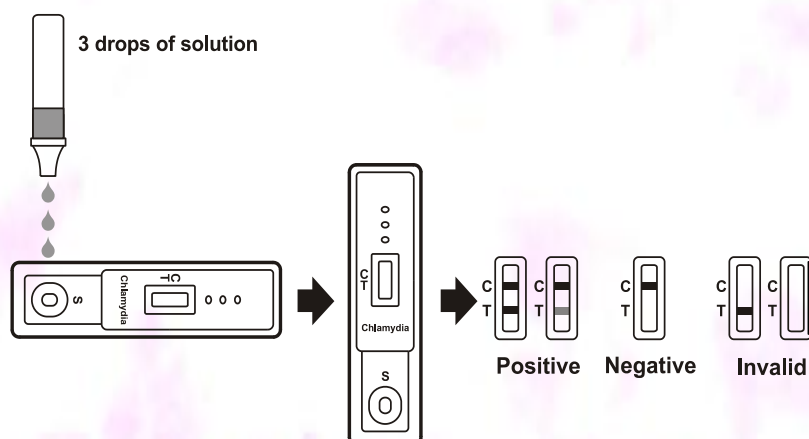 3 drops of solution
S
Chlamydia
C
T
C
T
Chlamydia
S
C
T
C
T
C
T
C
T
C
T
Positive
Negative
Invalid